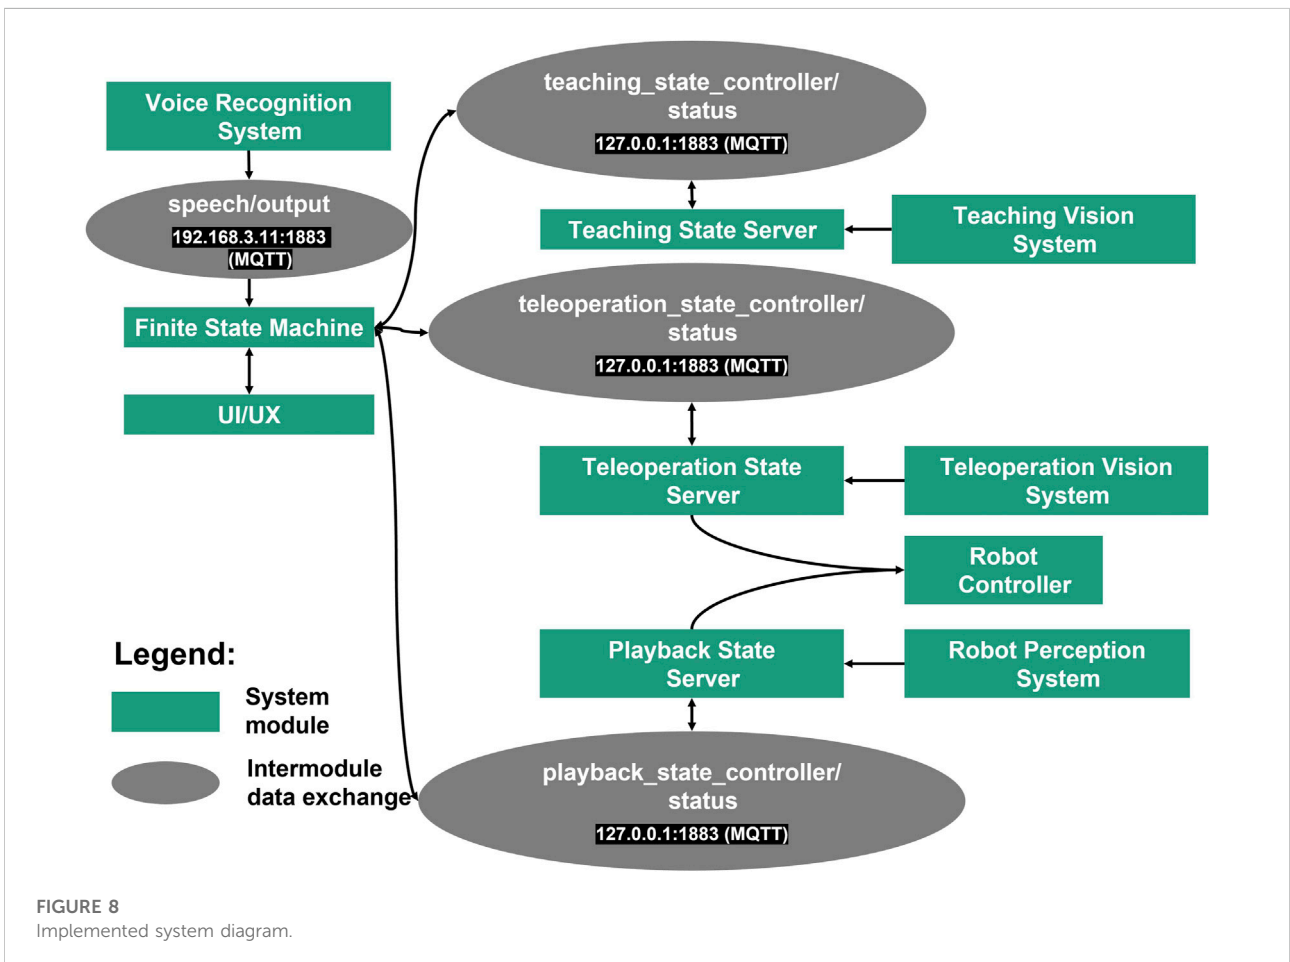 Voice Recognition
System
speech/output
192.168.3.11:1883
(MQTT)
Finite State Machine
UI/UX
teaching_state_controller/
status
127.0.0.1:1883 (MQTT)
Teaching State Server
Teaching Vision
System
teleoperation_state_controller/
status
127.0.0.1:1883 (MQTT)
Teleoperation State
Server
Teleoperation Vision
System
Robot
Controller
Playback State
Server
Robot Perception
System
playback_state_controller/
status
127.0.0.1:1883 (MQTT)
Legend:
System
module
Intermodule
data exchange
FIGURE 8
Implemented system diagram.